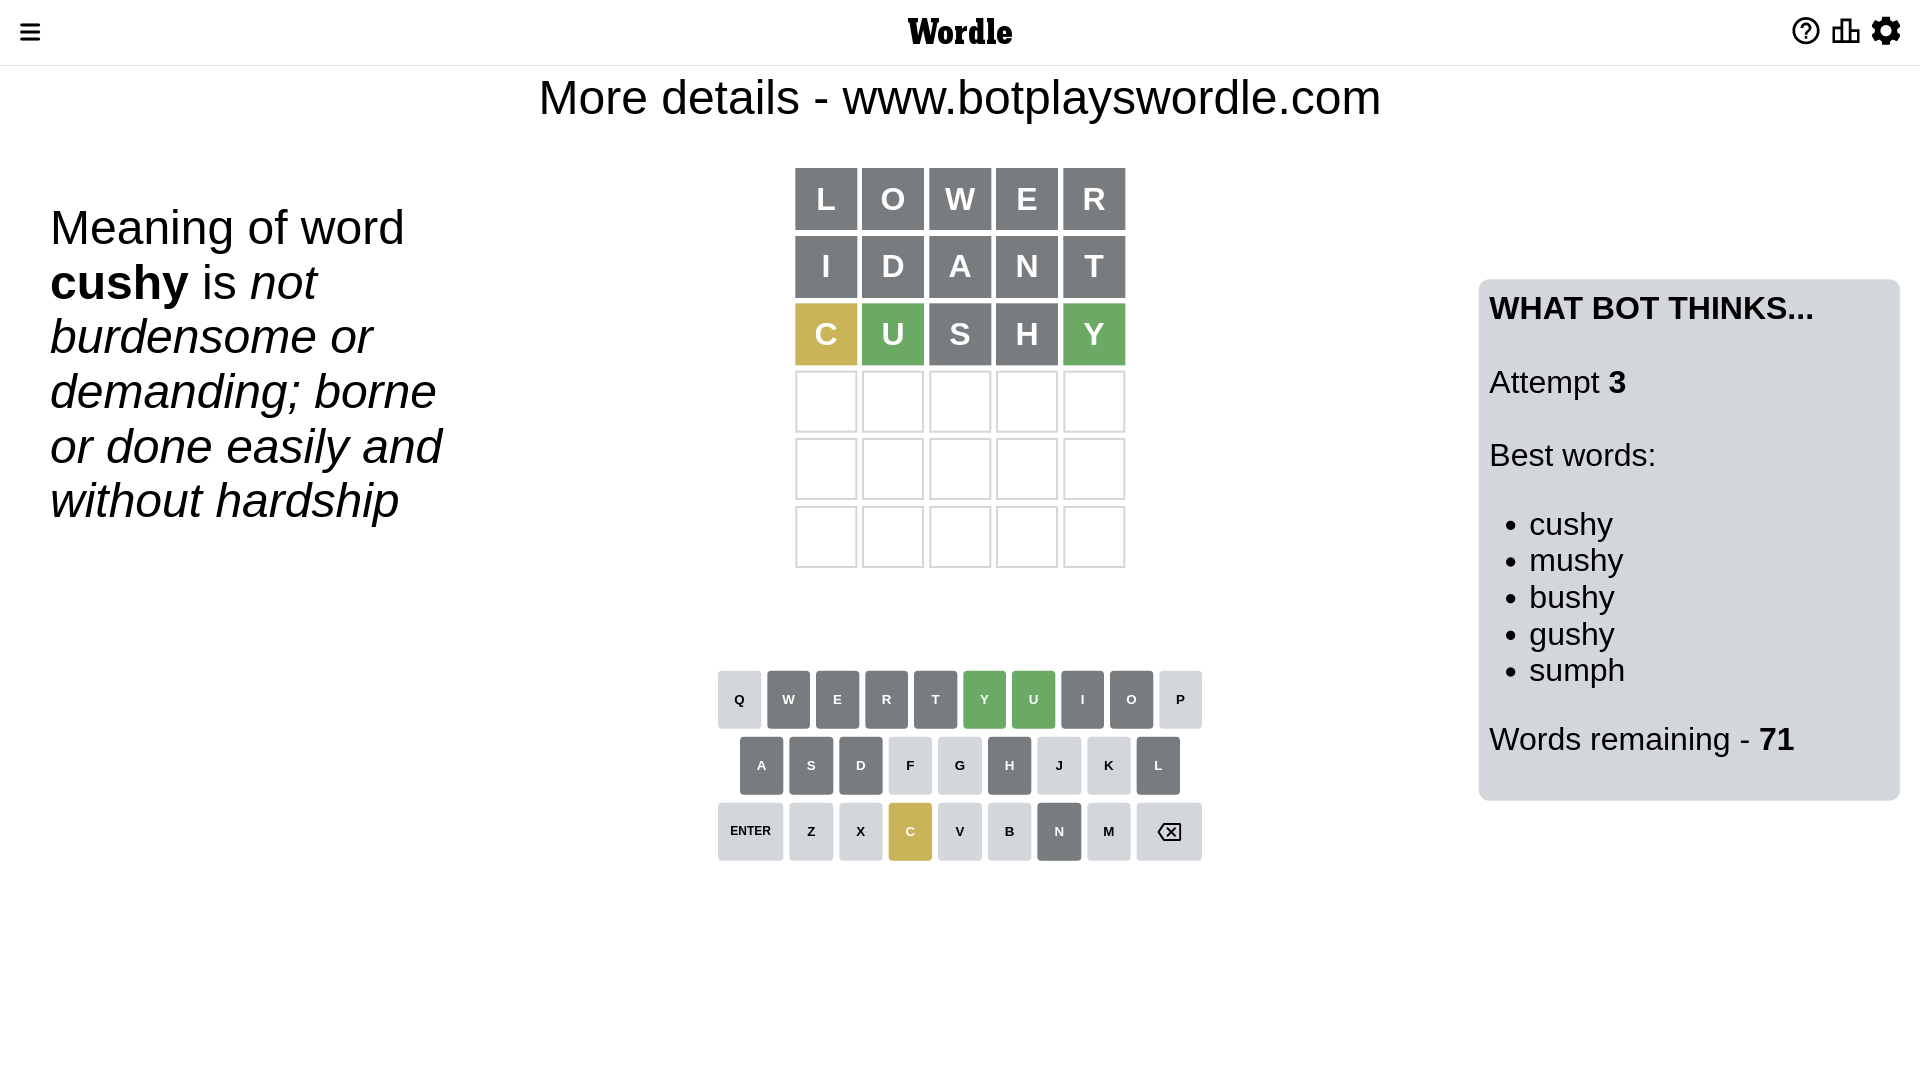 Wordle
More details - www.botplayswordle.com
Meaning of word
cushy is not
burdensome or
demanding; borne
or done easily and
without hardship
L O W E R
I D A N T
C U S H Y
WHAT BOT THINKS...
Attempt 3
Best words:
cushy
mushy
bushy
gushy
sumph
Words remaining - 71
Q W E R T Y U I O P
A S D F G H J K L
ENTER Z X C V B N M